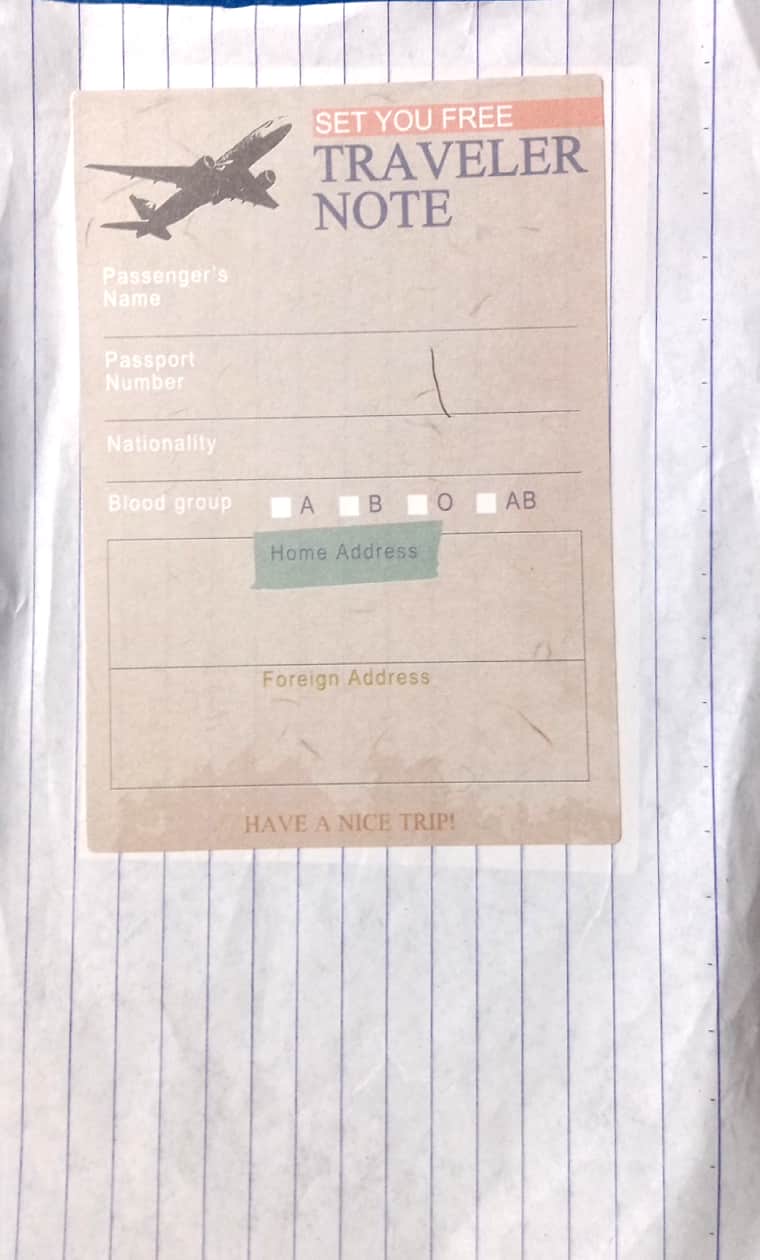 SET YOU FREE
TRAVELER
NOTE
Passenger's
Name
Passport
Number
Nationality
Blood group A B O AB
Home Address
Foreign Address
HAVE A NICE TRIP!